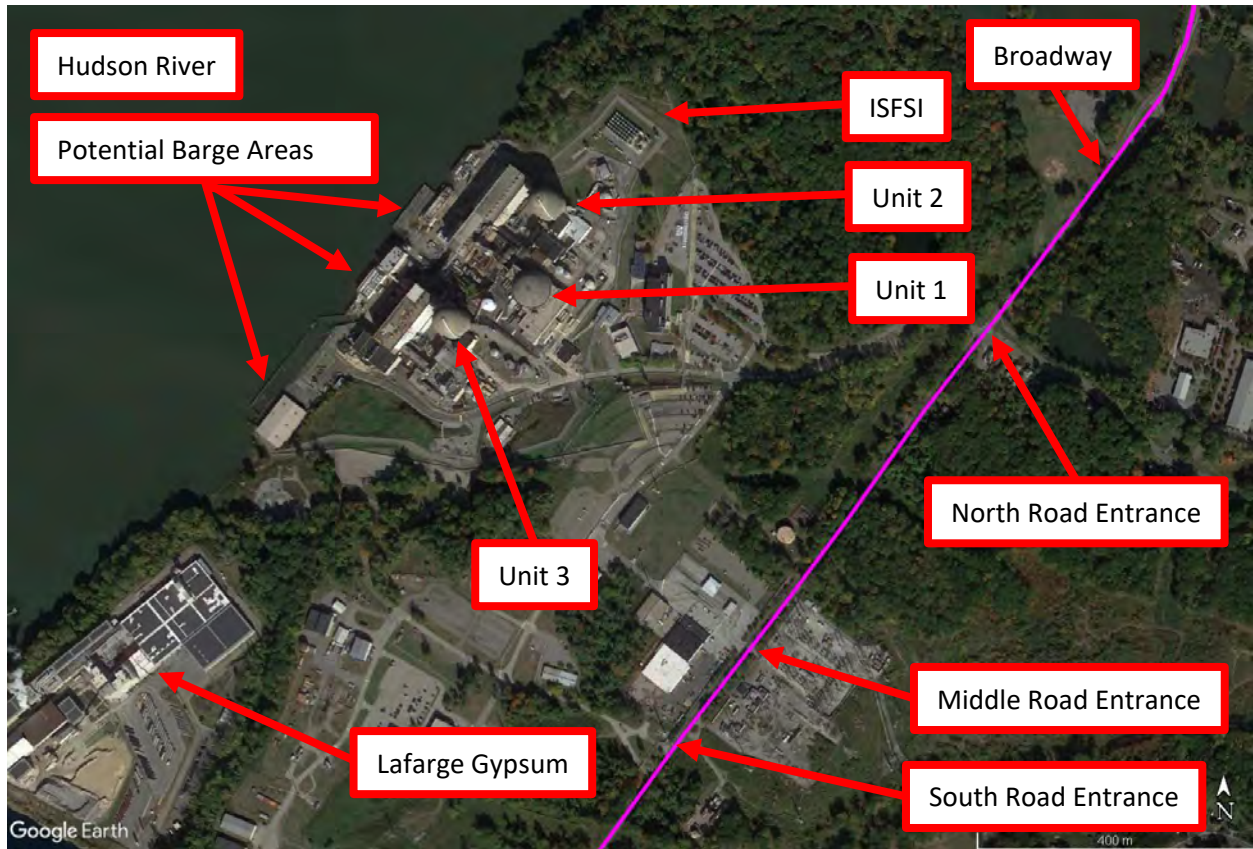 Hudson River
Broadway
ISFSI
Potential Barge Areas
Unit 2
Unit 1
North Road Entrance
Unit 3
Middle Road Entrance
Lafarge Gypsum
South Road Entrance
N
Google Earth
400 m